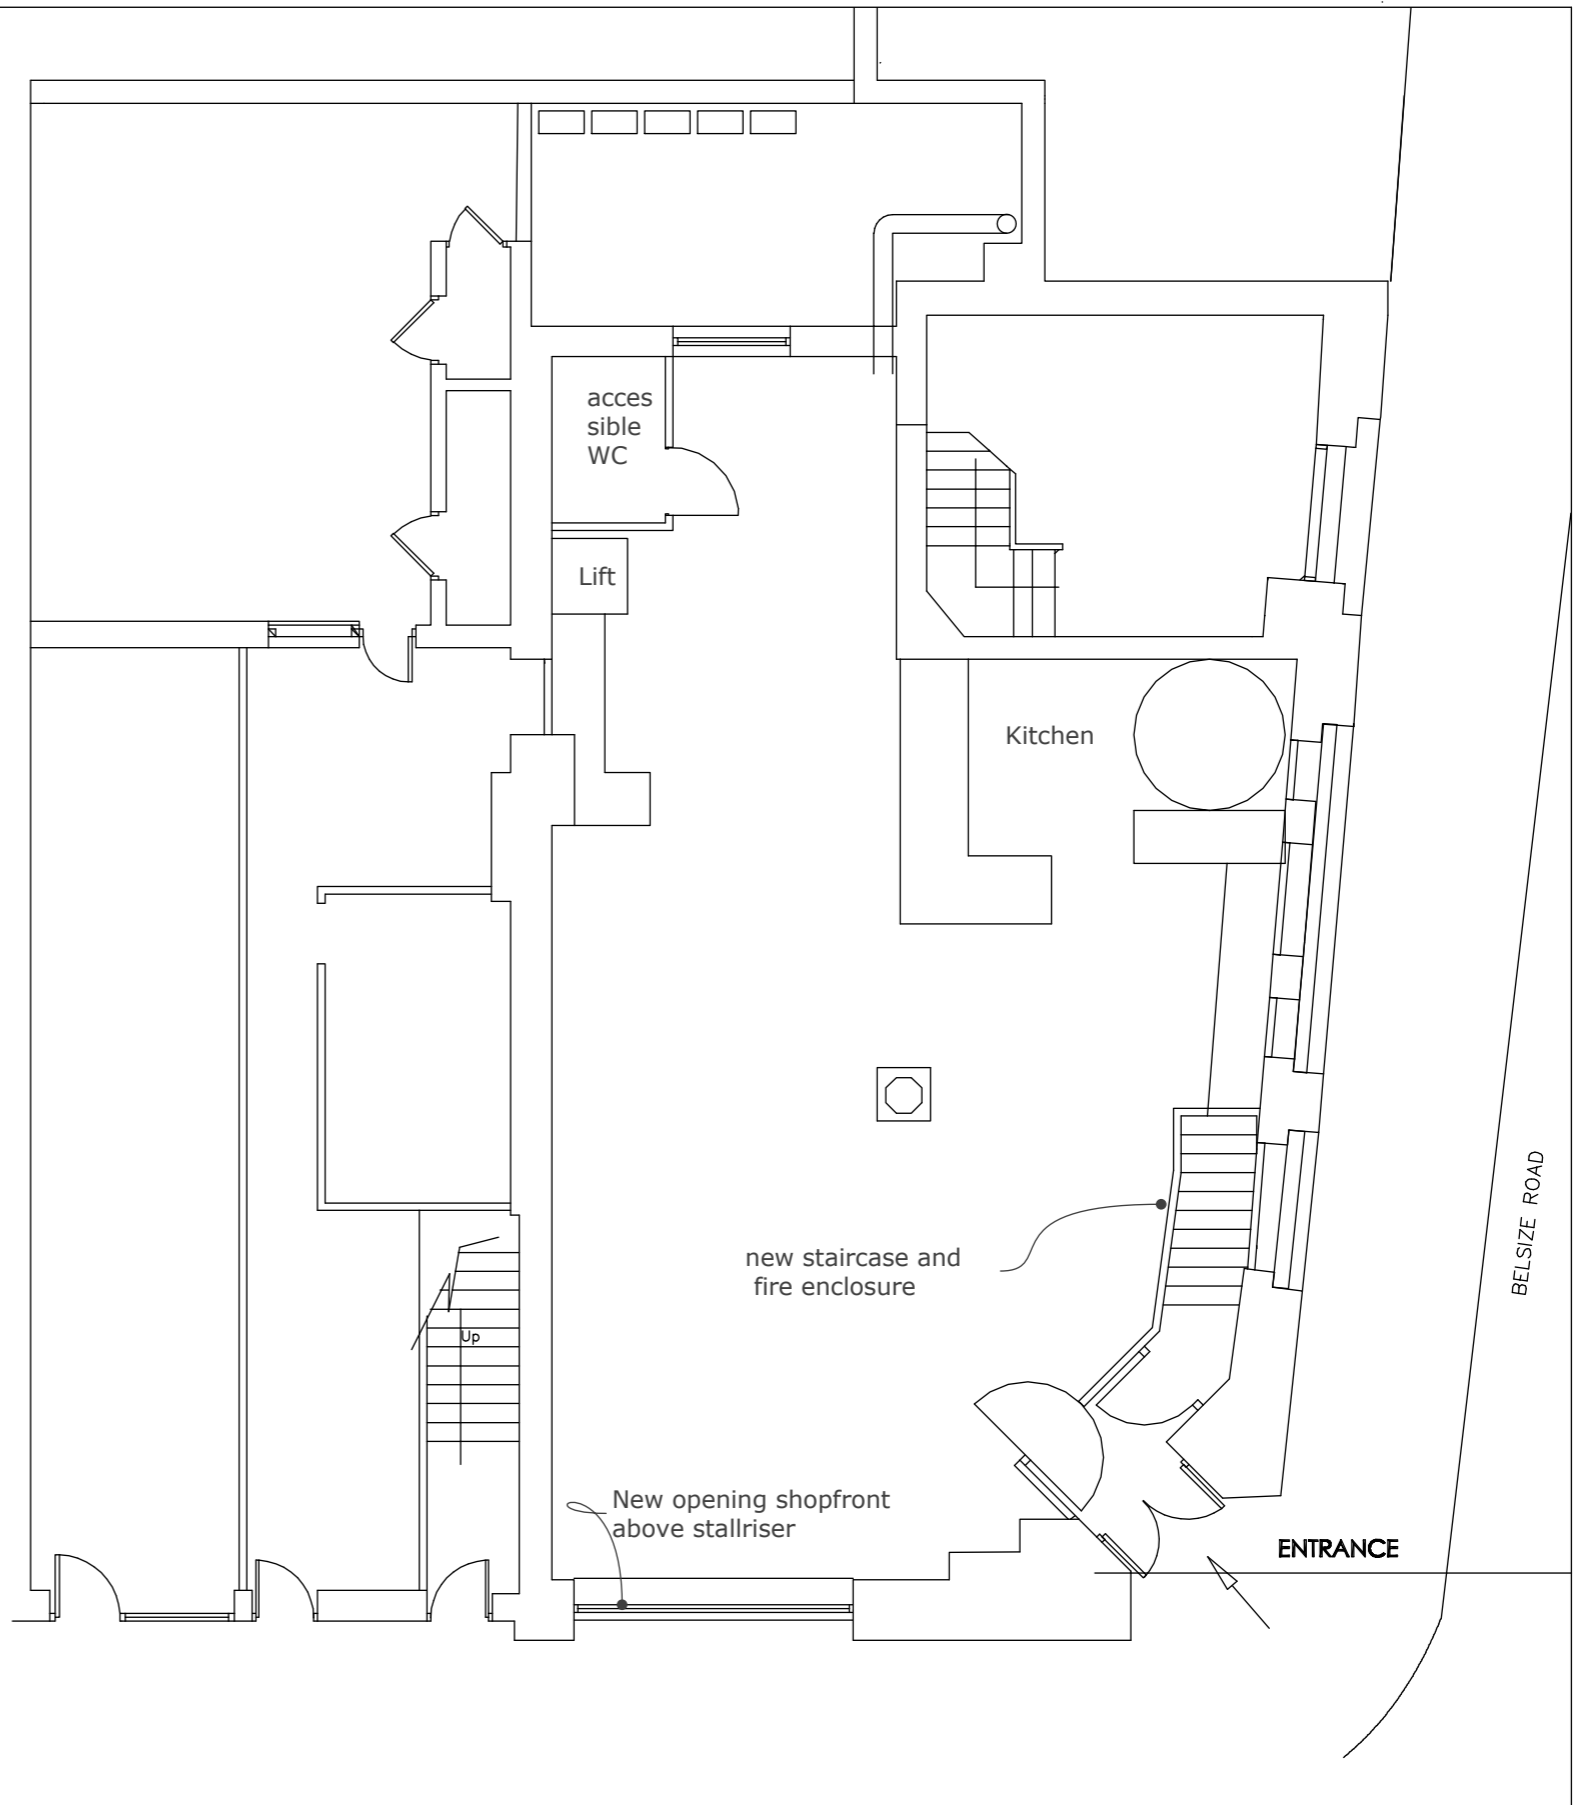 acces
sible
WC
Lift
Kitchen
BELSIZE ROAD
new staircase and
fire enclosure
Up
New opening shopfront
above stallriser
ENTRANCE